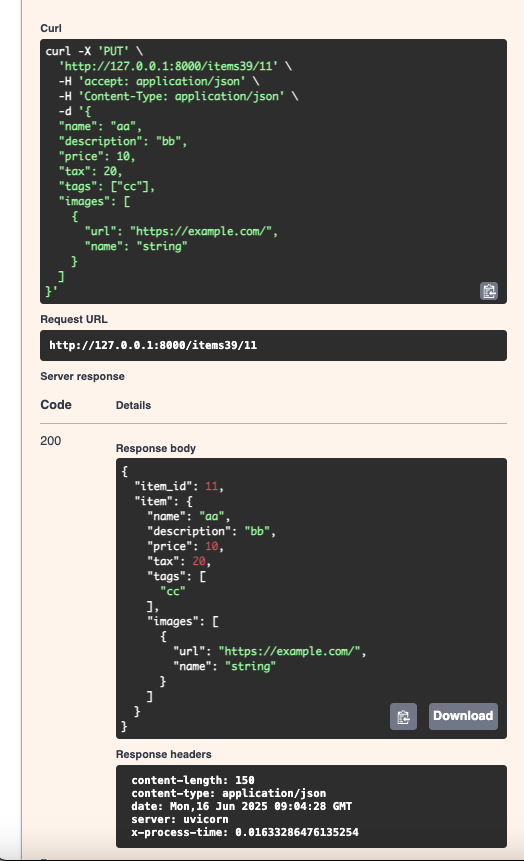 Curl
curl -X 'PUT' \
  'http://127.0.0.1:8000/items39/11' \
  -H 'accept: application/json' \
  -H 'Content-Type: application/json' \
  -d '{
  "name": "aa",
  "description": "bb",
  "price": 10,
  "tax": 20,
  "tags": ["cc"],
  "images": [
    {
      "url": "https://example.com/",
      "name": "string"
    }
  ]
}'
Request URL
http://127.0.0.1:8000/items39/11
Server response
Code Details
200
Response body
{
  "item_id": 11,
  "item": {
    "name": "aa",
    "description": "bb",
    "price": 10,
    "tax": 20,
    "tags": [
      "cc"
    ],
    "images": [
      {
        "url": "https://example.com/",
        "name": "string"
      }
    ]
  }
}
Download
Response headers
content-length: 150
content-type: application/json
date: Mon,16 Jun 2025 09:04:28 GMT
server: uvicorn
x-process-time: 0.01633286476135254